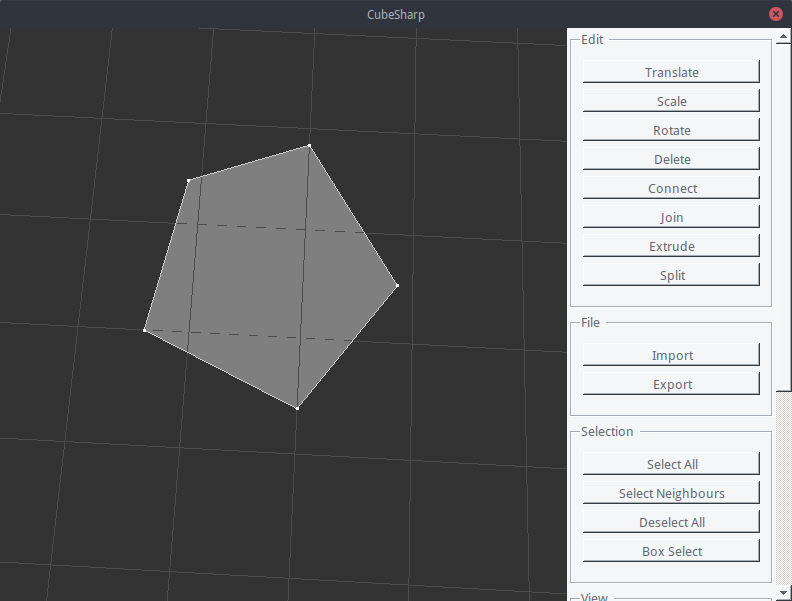 CubeSharp
Edit
Translate
Scale
Rotate
Delete
Connect
Join
Extrude
Split
File
Import
Export
Selection
Select All
Select Neighbours
Deselect All
Box Select
View